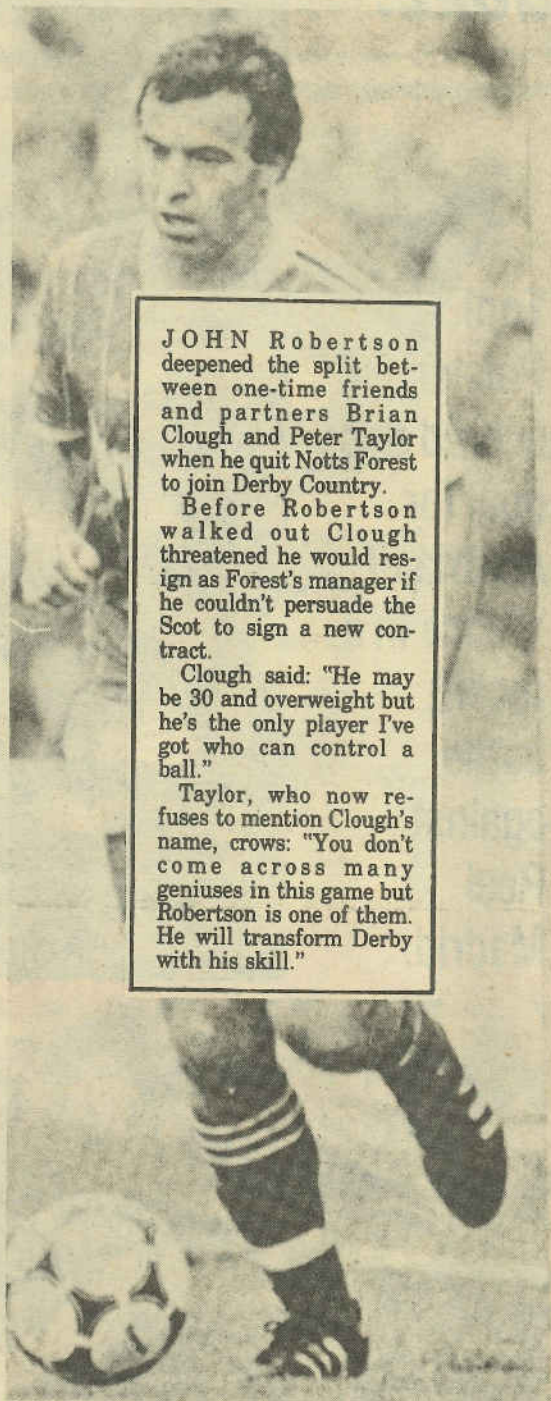 JOHN Robertson
deepened the split bet-
ween one-time friends
and partners Brian
Clough and Peter Taylor
when he quit Notts Forest
to join Derby Country.
Before Robertson
walked out Clough
threatened he would res-
ign as Forest's manager if
he couldn't persuade the
Scot to sign a new con-
tract.
Clough said: "He may
be 30 and overweight but
he's the only player I've
got who can control a
ball."
Taylor, who now re-
fuses to mention Clough's
name, crows: "You don't
come across many
geniuses in this game but
Robertson is one of them.
He will transform Derby
with his skill."